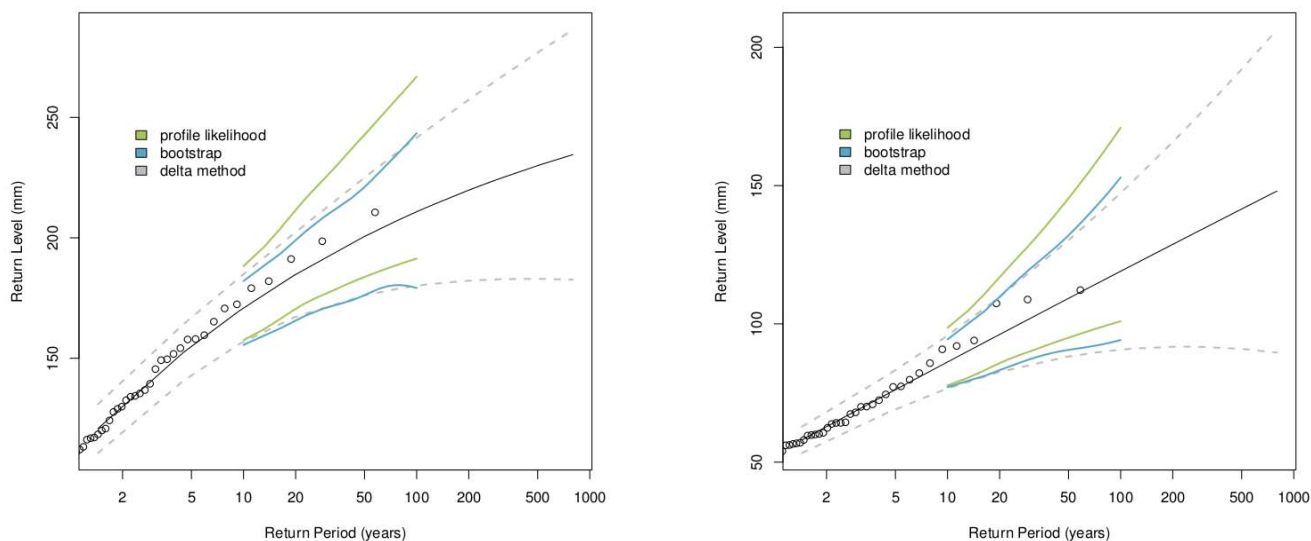 250
200
150
Return Level (mm)
profile likelihood
bootstrap
delta method
2 5 10 20 50 100 200 500 1000
Return Period (years)
200
150
100
50
Return Level (mm)
profile likelihood
bootstrap
delta method
2 5 10 20 50 100 200 500 1000
Return Period (years)